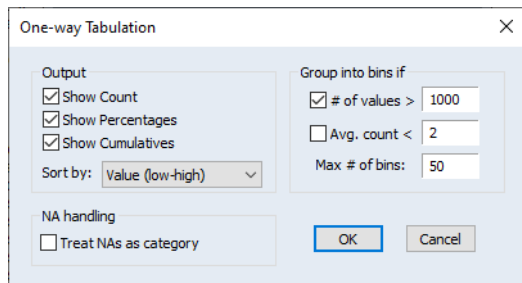 One-way Tabulation
Output
Show Count
Show Percentages
Show Cumulatives
Sort by: Value (low-high)
NA handling
Treat NAs as category
Group into bins if
# of values > 1000
Avg. count < 2
Max # of bins: 50
OK Cancel